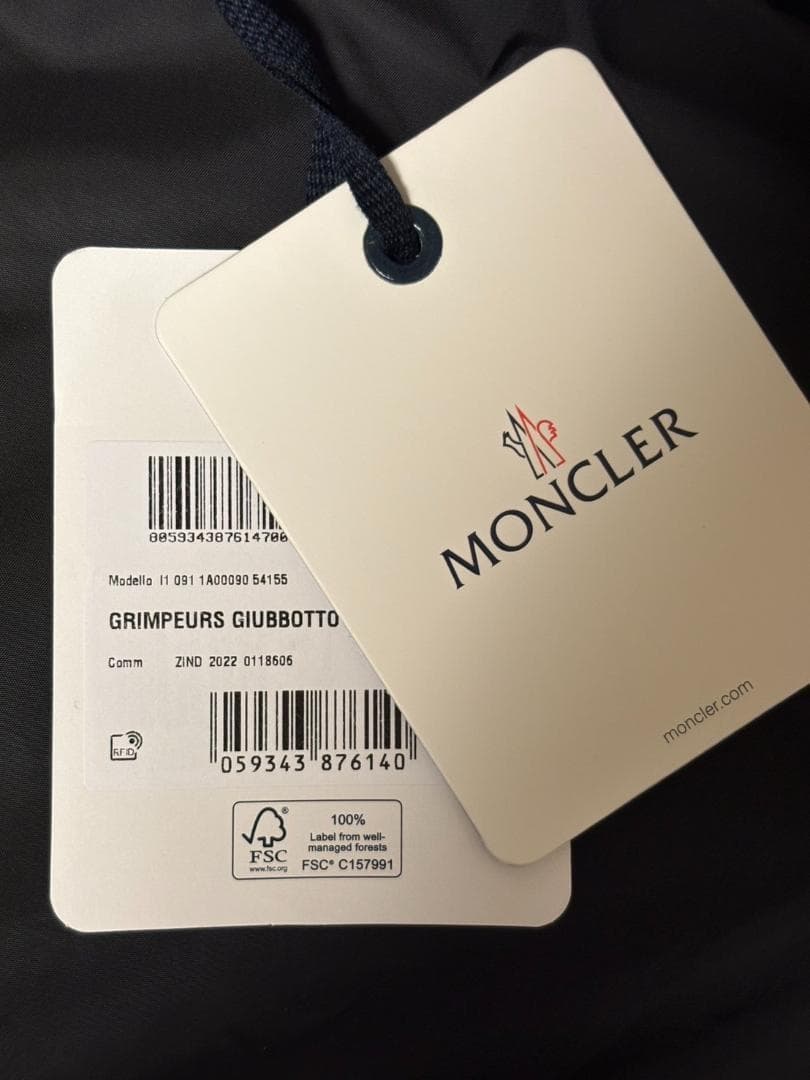 MONCLER
moncler.com
805934387614700
Modello I1 091 1A00090 54155
GRIMPEURS GIUBBOTTO
Comm ZIND 2022 0118606
RFID
059343 876140
FSC®
www.fsc.org
100%
Label from well-
managed forests
FSC® C157991